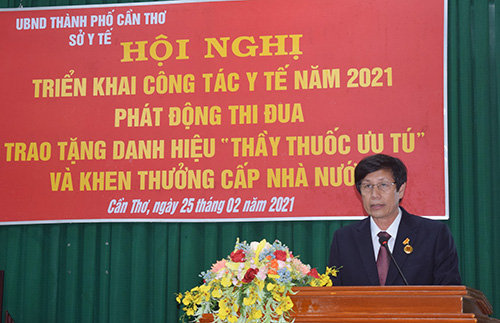 UBND THÀNH PHỐ CẦN THƠ
SỞ Y TẾ
HỘI NGHỊ
TRIỂN KHAI CÔNG TÁC Y TẾ NĂM 2021
PHÁT ĐỘNG THI ĐUA
TRAO TẶNG DANH HIỆU “THẦY THUỐC ƯU TÚ”
VÀ KHEN THƯỞNG CẤP NHÀ NƯỚC
Cần Thơ, ngày 25 tháng 02 năm 2021